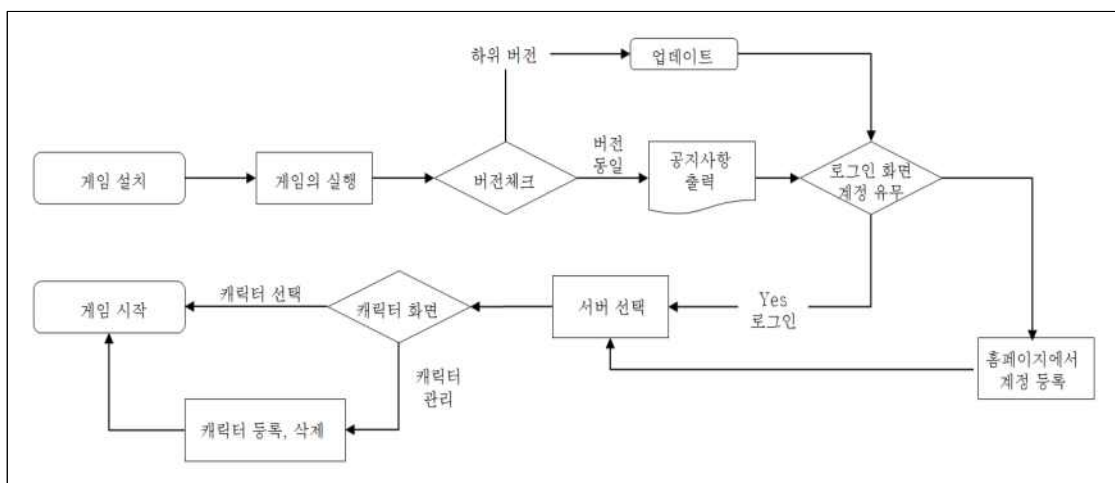 하위 버전
업데이트
게임 설치
게임의 실행
버전체크
버전
동일
공지사항
출력
로그인 화면
계정 유무
게임 시작
캐릭터 선택
캐릭터 화면
서버 선택
Yes
로그인
홈페이지에서
계정 등록
캐릭터
관리
캐릭터 등록, 삭제